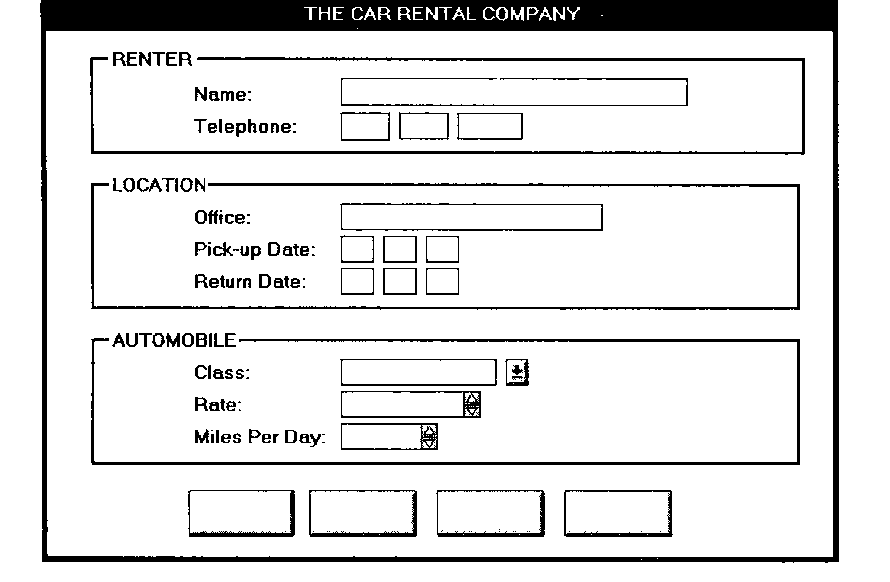 THE CAR RENTAL COMPANY
RENTER
Name:
Telephone:
LOCATION
Office:
Pick-up Date:
Return Date:
AUTOMOBILE
Class:
Rate:
Miles Per Day: